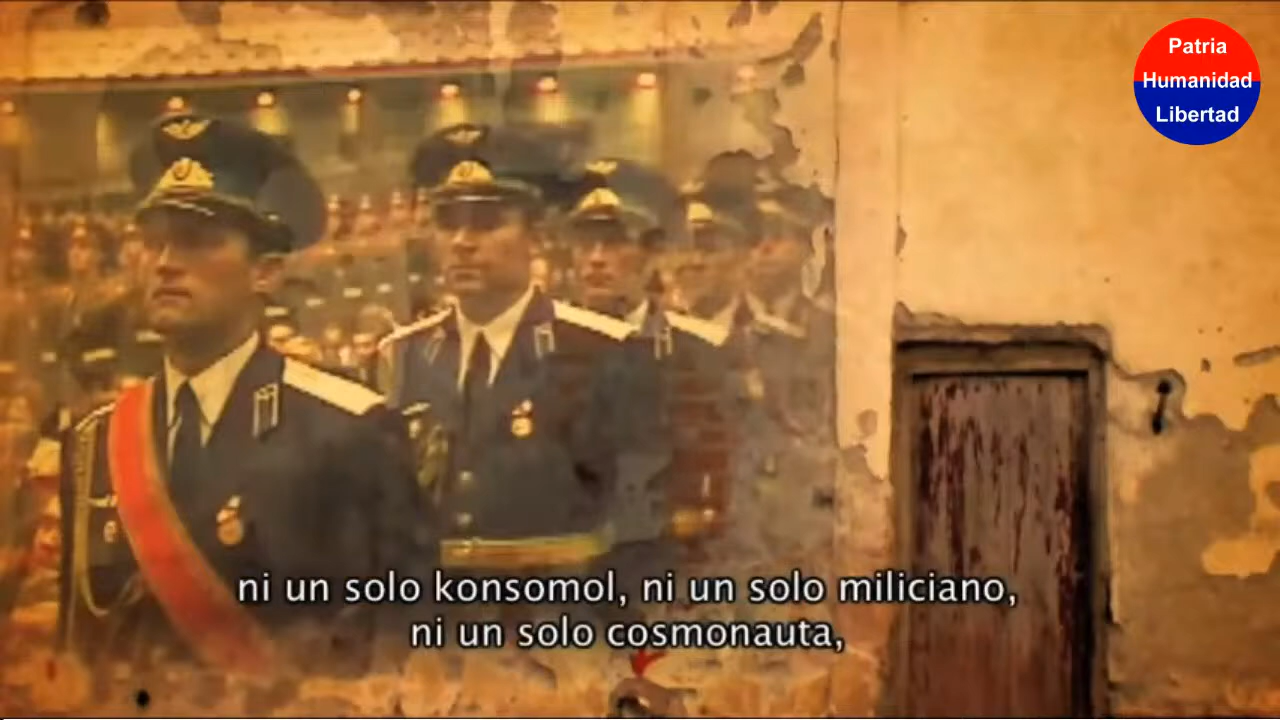 Patria
Humanidad
Libertad
ni un solo konsomol, ni un solo miliciano,
ni un solo cosmonauta,